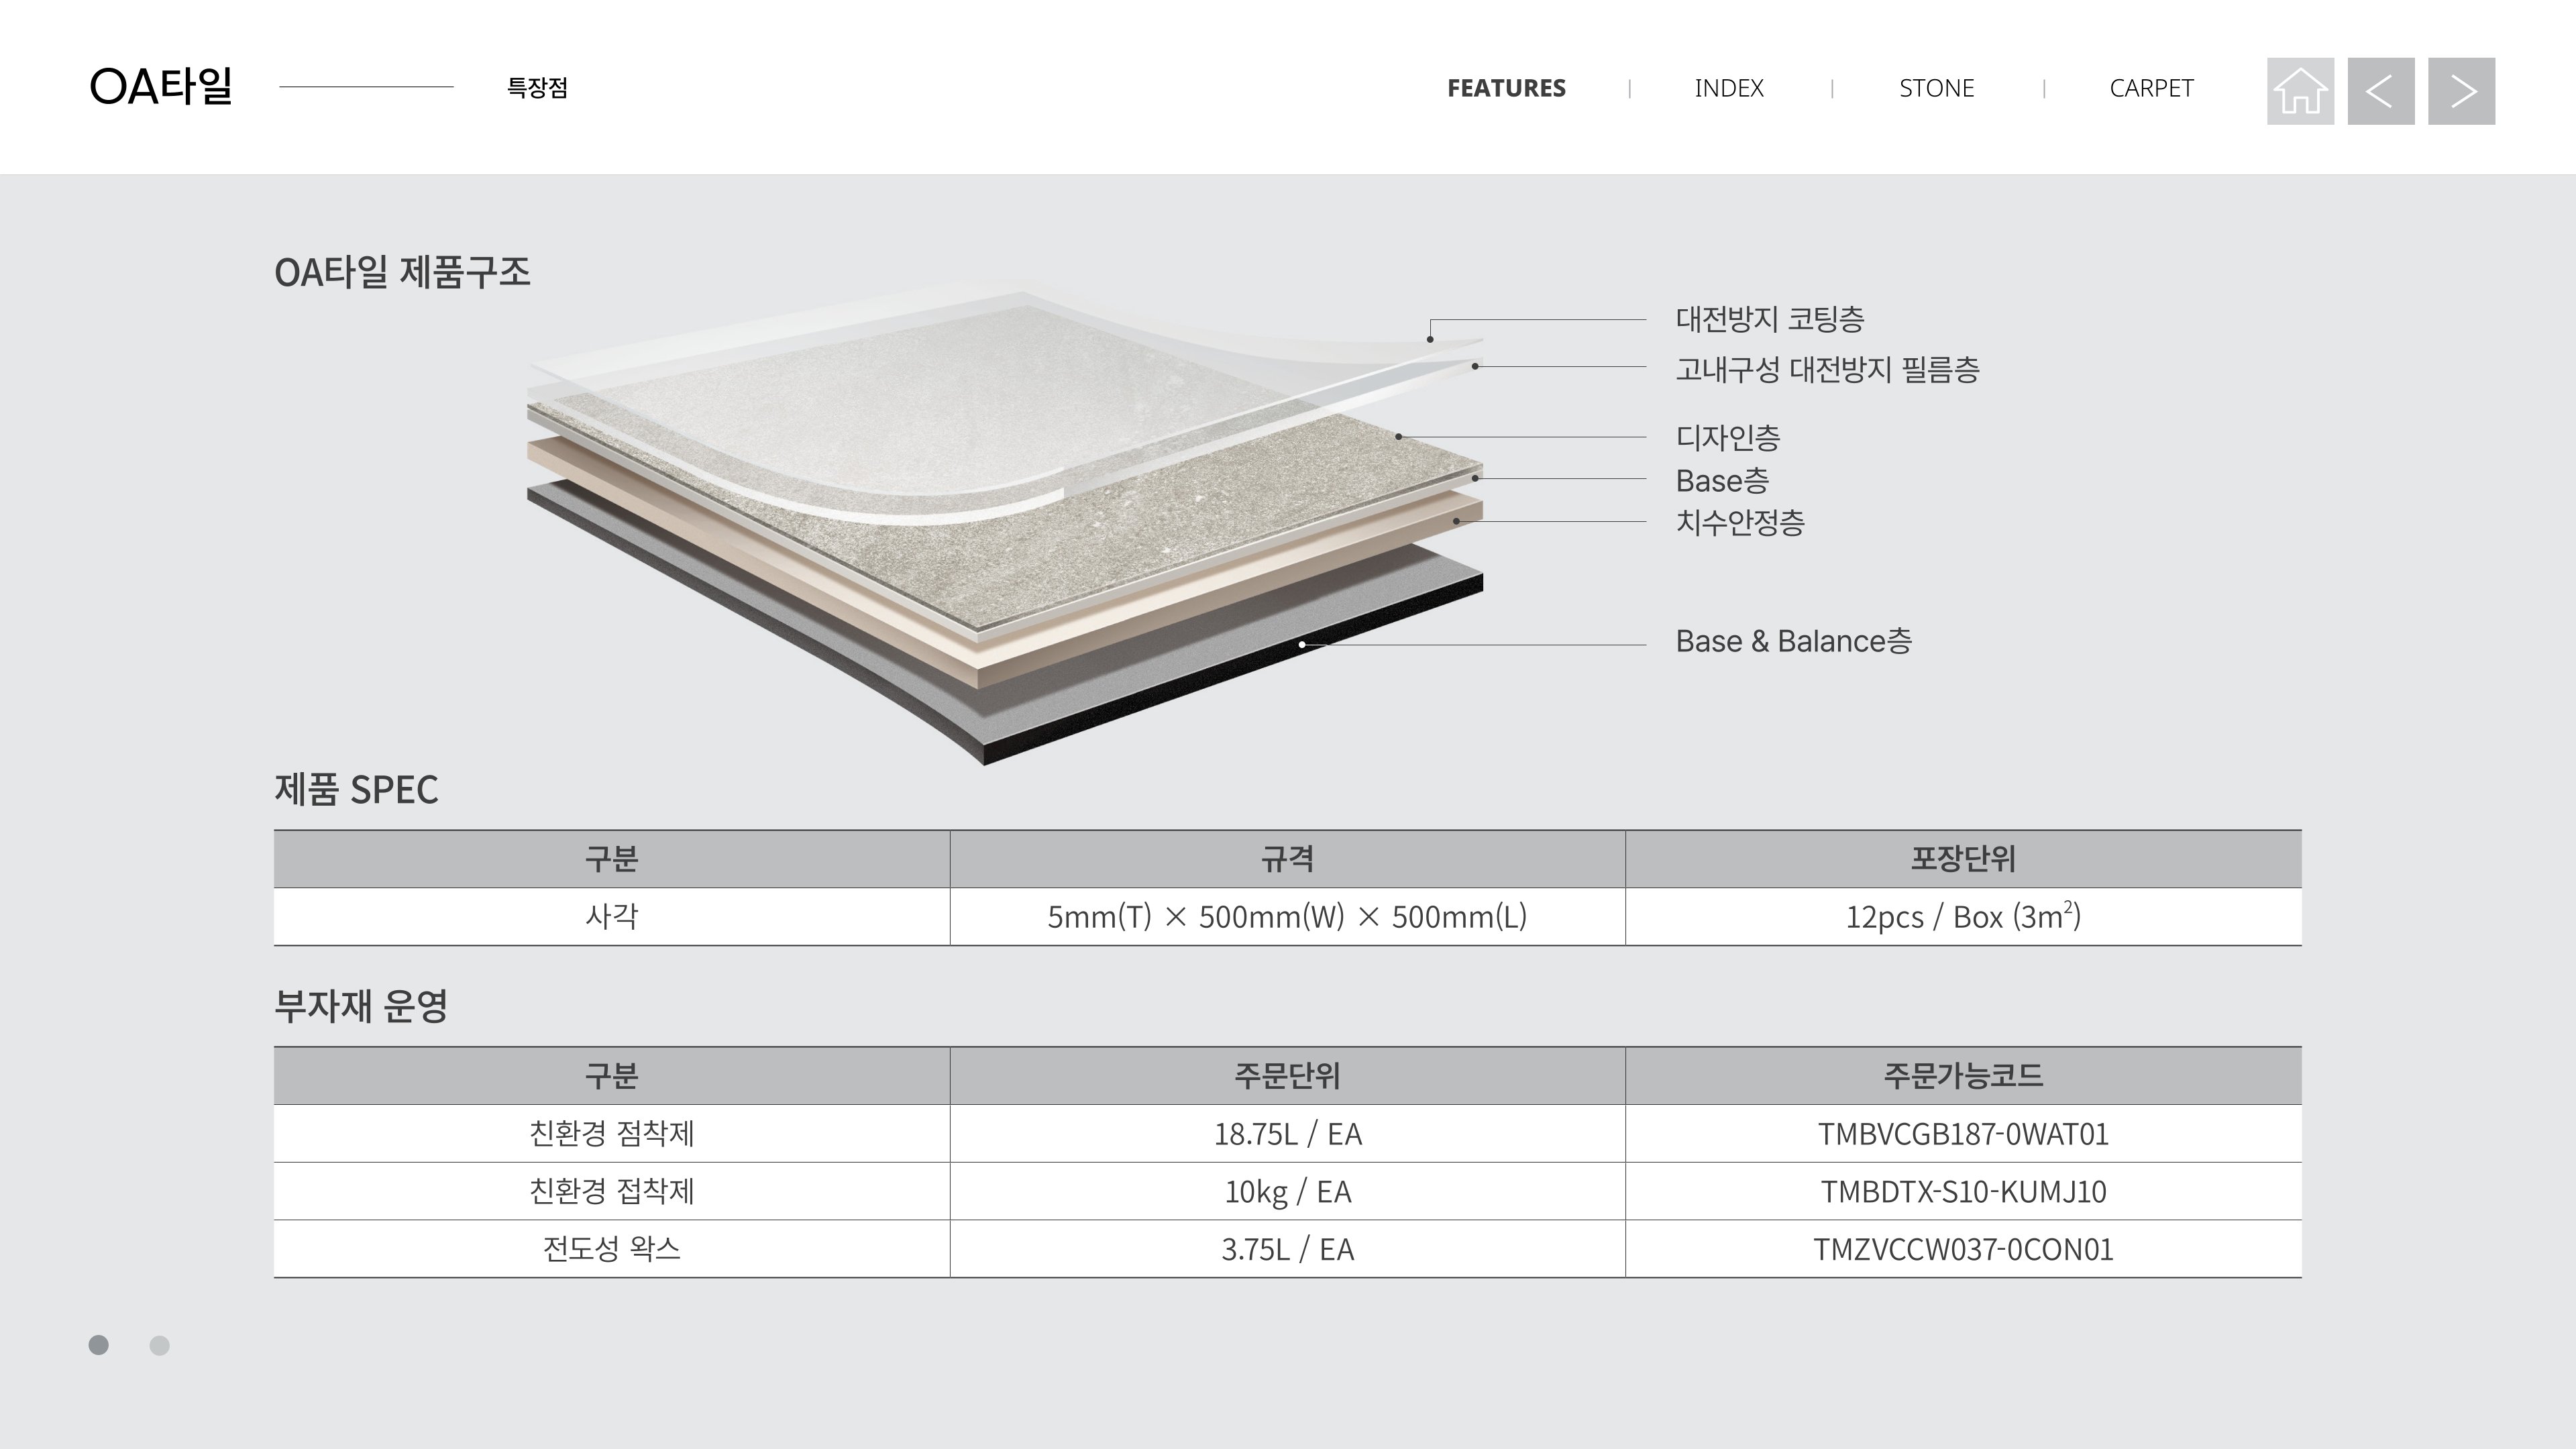 OA타일
특장점
FEATURES | INDEX | STONE | CARPET
OA타일 제품구조
대전방지 코팅층
고내구성 대전방지 필름층
디자인층
Base층
치수안정층
Base & Balance층
제품 SPEC
구분 규격 포장단위
사각 5mm(T) × 500mm(W) × 500mm(L) 12pcs / Box (3m²)
부자재 운영
구분 주문단위 주문가능코드
친환경 점착제 18.75L / EA TMBVCGB187-0WAT01
친환경 접착제 10kg / EA TMBDTX-S10-KUMJ10
전도성 왁스 3.75L / EA TMZVCCW037-0CON01